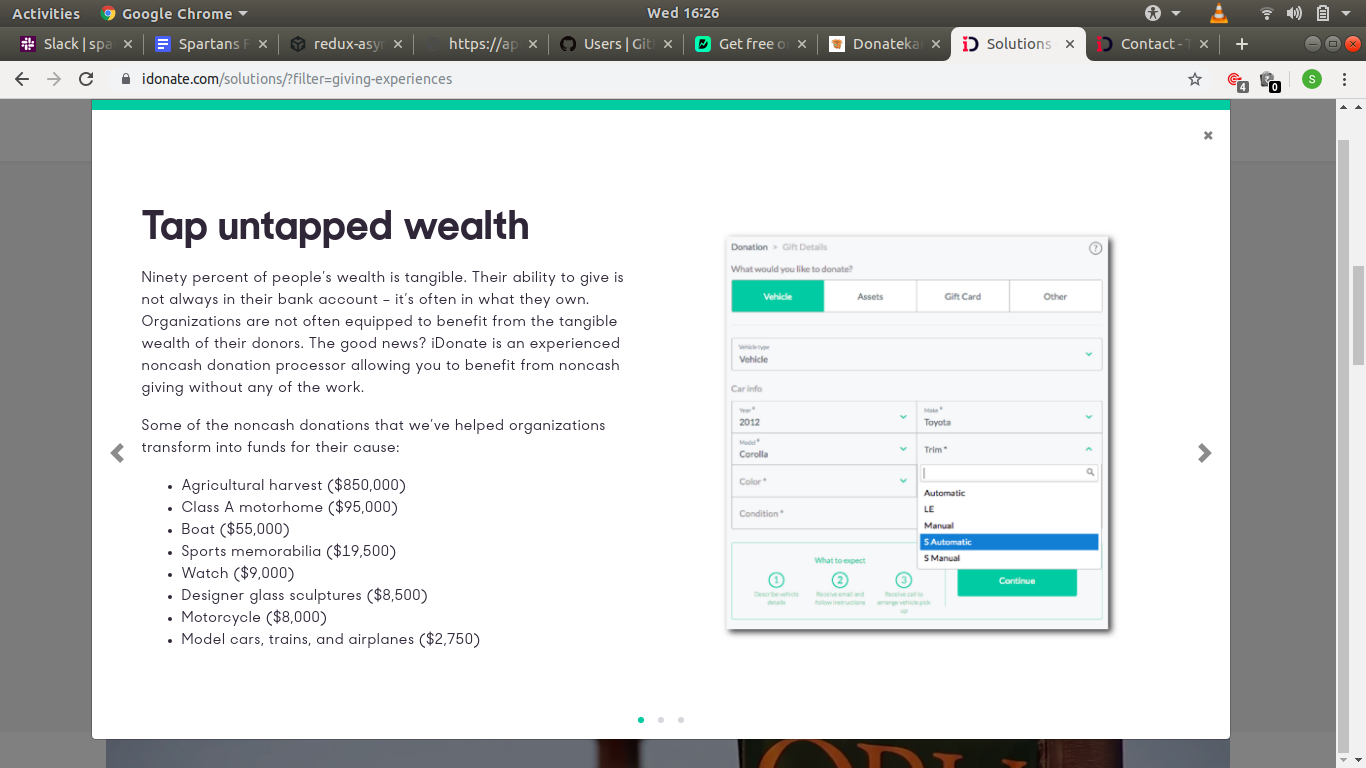 Activities Google Chrome Wed 16:26
Slack | spa Spartans F redux-asyn https://ap Users | Git Get free o Donateka Solutions Contact - T
idonate.com/solutions/?filter=giving-experiences 4 0 S
Tap untapped wealth
Ninety percent of people's wealth is tangible. Their ability to give is
not always in their bank account – it's often in what they own.
Organizations are not often equipped to benefit from the tangible
wealth of their donors. The good news? iDonate is an experienced
noncash donation processor allowing you to benefit from noncash
giving without any of the work.
Some of the noncash donations that we've helped organizations
transform into funds for their cause:
• Agricultural harvest ($850,000)
• Class A motorhome ($95,000)
• Boat ($55,000)
• Sports memorabilia ($19,500)
• Watch ($9,000)
• Designer glass sculptures ($8,500)
• Motorcycle ($8,000)
• Model cars, trains, and airplanes ($2,750)
Donation > Gift Details ?
What would you like to donate?
Vehicle Assets Gift Card Other
Vehicle type
Vehicle
Car info
Year * Make *
2012 Toyota
Model * Trim *
Corolla
Color *
Condition *
Automatic
LE
Manual
S Automatic
S Manual
What to expect
1 2 3 Continue
Describe vehicle Receive email and Receive call to
details follow instructions arrange vehicle pick
up